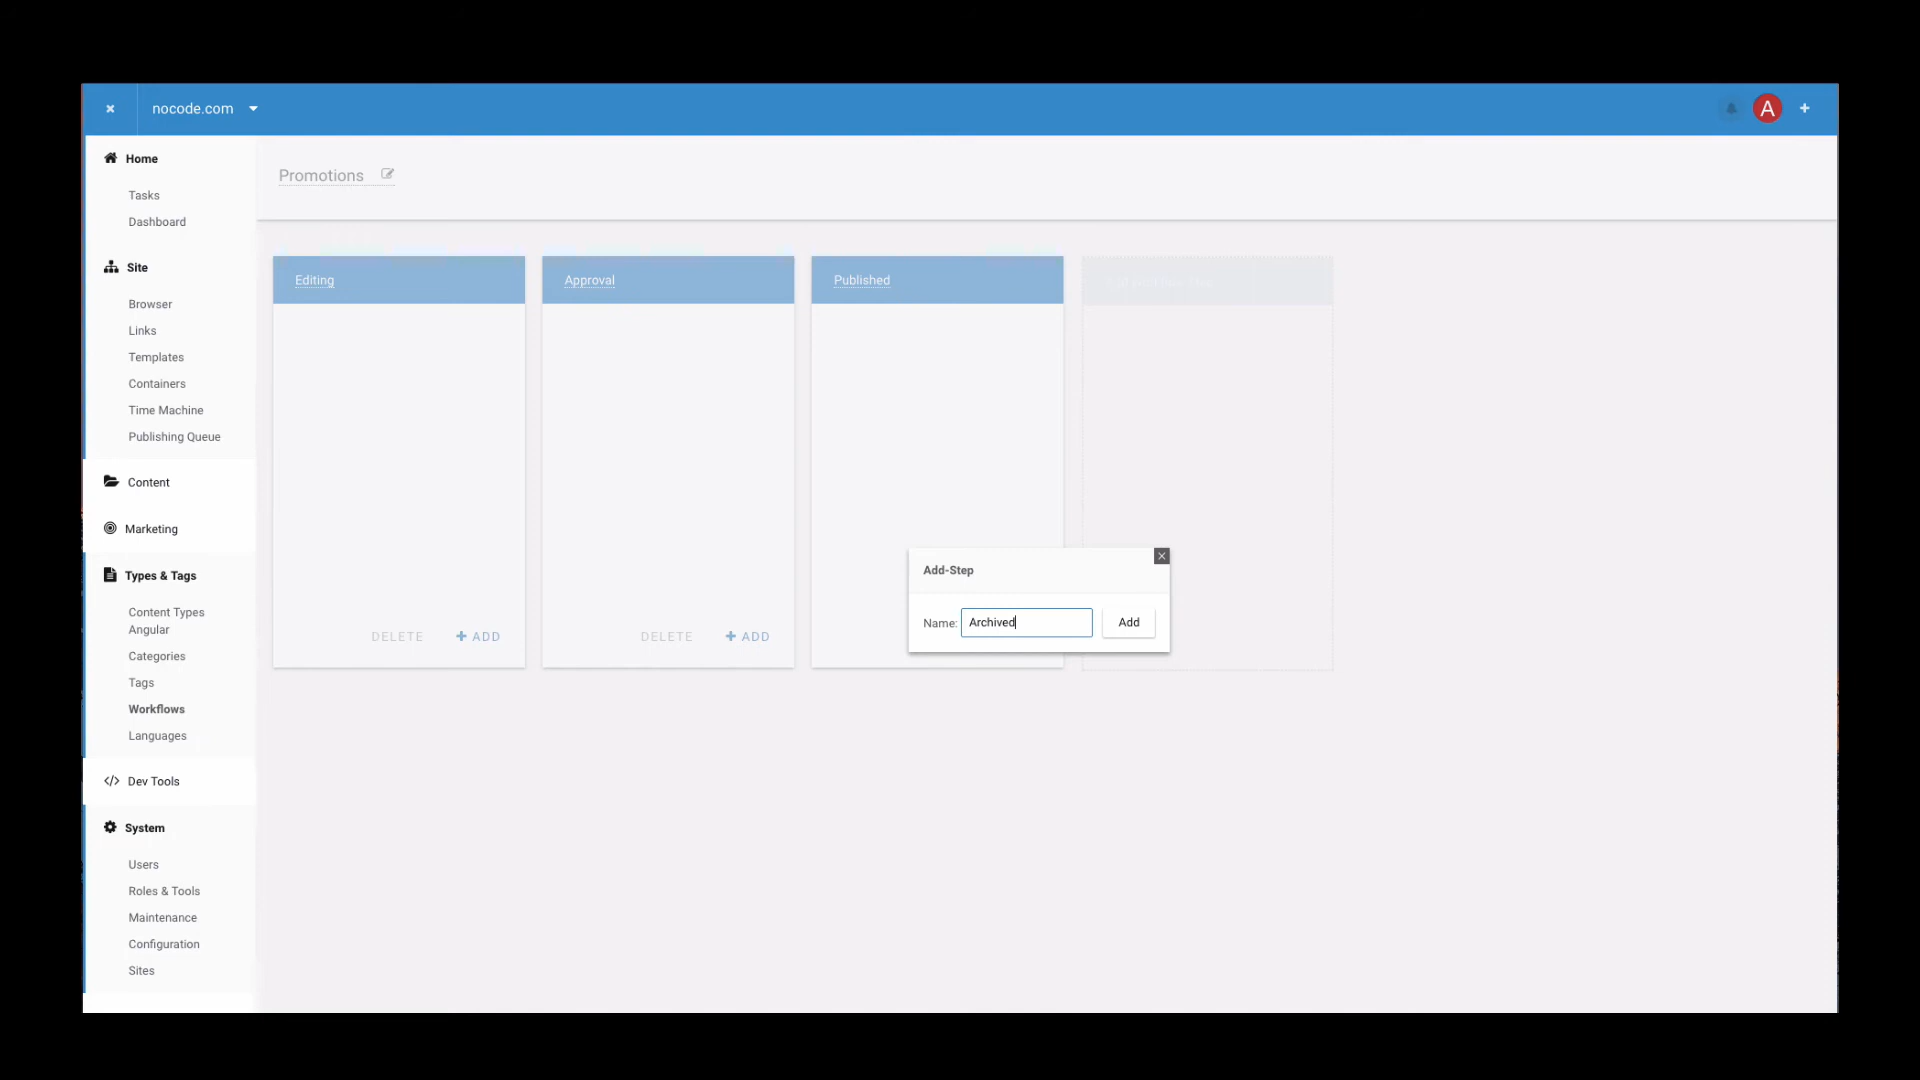 nocode.com
A
Home
Tasks
Dashboard
Site
Browser
Links
Templates
Containers
Time Machine
Publishing Queue
Content
Marketing
Types & Tags
Content Types
Angular
Categories
Tags
Workflows
Languages
Dev Tools
System
Users
Roles & Tools
Maintenance
Configuration
Sites
Promotions
Editing
Approval
Published
DELETE ADD
DELETE ADD
Add-Step
Name: Archived Add